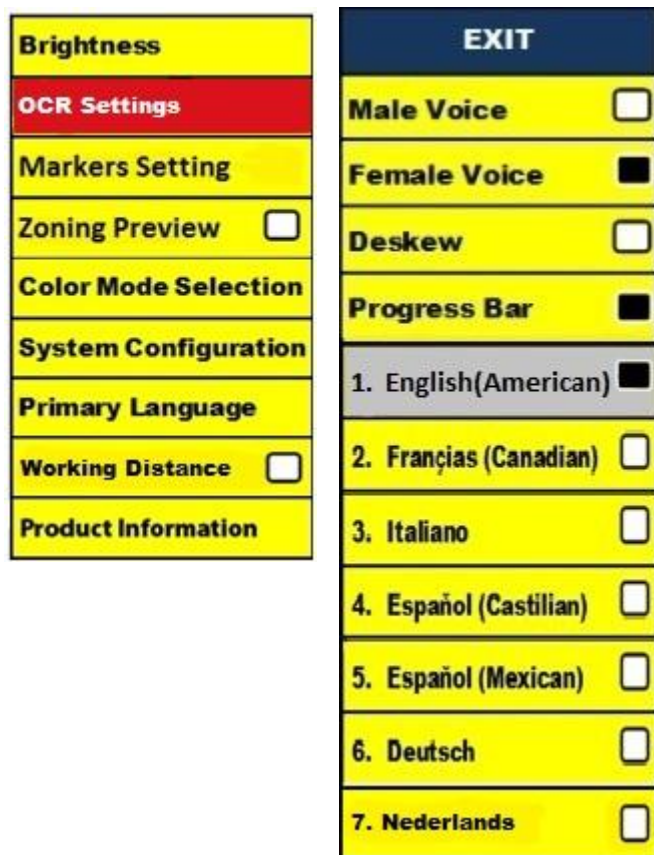 Brightness
OCR Settings
Markers Setting
Zoning Preview
Color Mode Selection
System Configuration
Primary Language
Working Distance
Product Information
EXIT
Male Voice
Female Voice
Deskew
Progress Bar
1. English(American)
2. Françias (Canadian)
3. Italiano
4. Español (Castilian)
5. Español (Mexican)
6. Deutsch
7. Nederlands